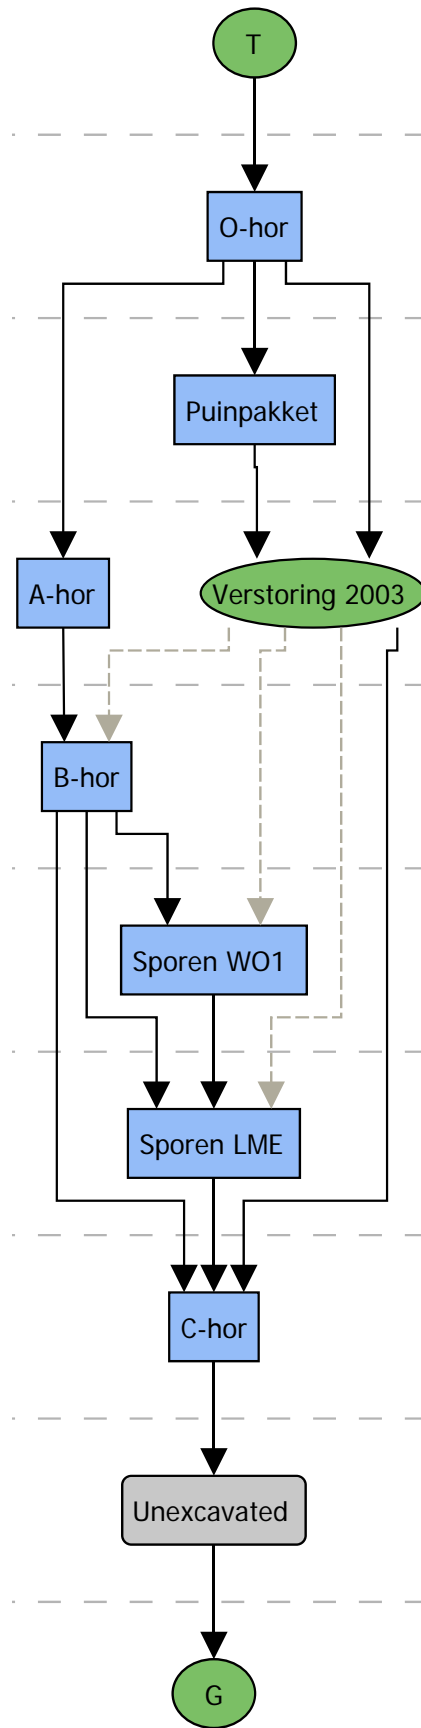 T
O-hor
Puinpakket
A-hor
Verstoring 2003
B-hor
Sporen WO1
Sporen LME
C-hor
Unexcavated
G